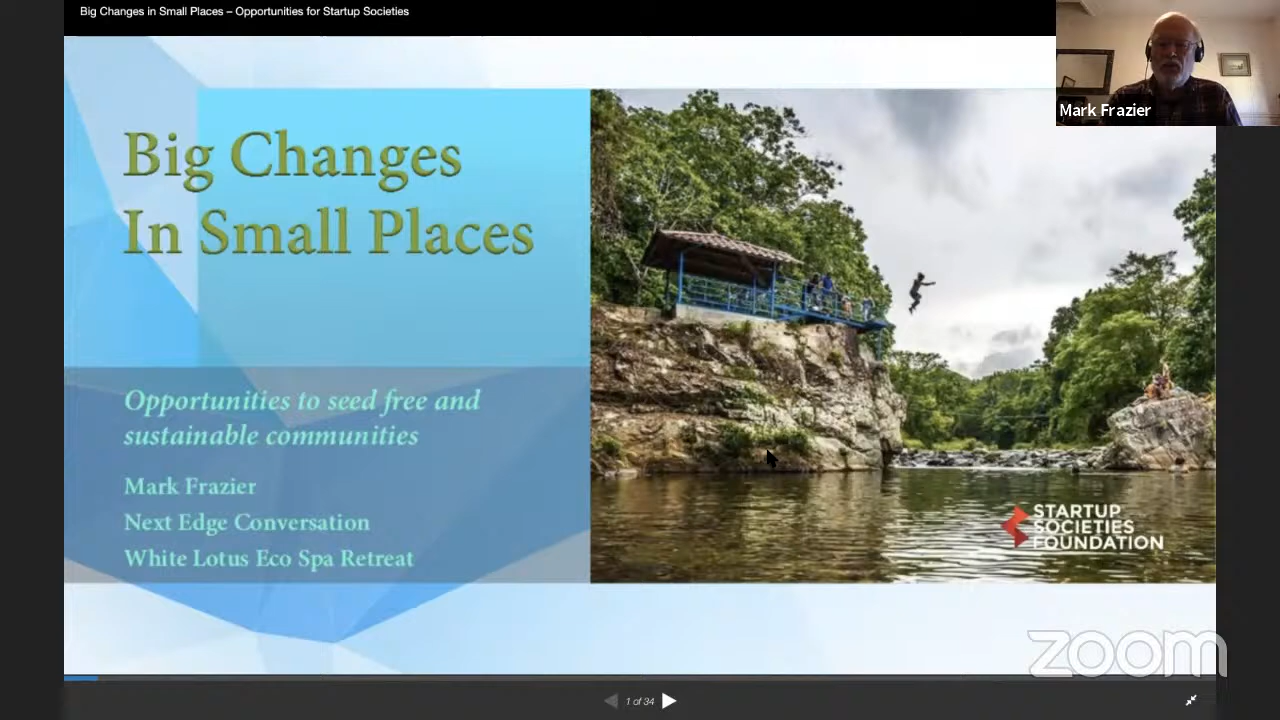 Big Changes in Small Places – Opportunities for Startup Societies
Mark Frazier
Big Changes
In Small Places
Opportunities to seed free and
sustainable communities
Mark Frazier
Next Edge Conversation
White Lotus Eco Spa Retreat
STARTUP
SOCIETIES
FOUNDATION
zoom
1 of 34